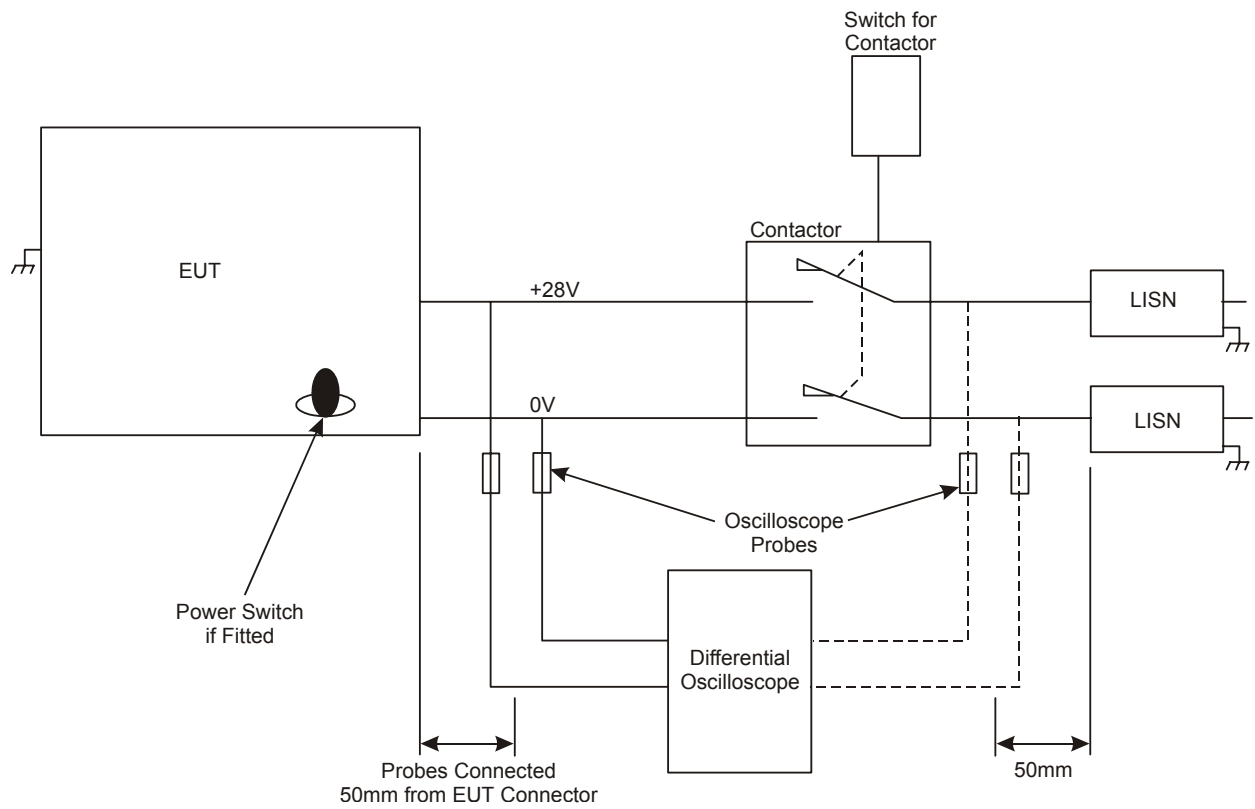 Switch for
Contactor
Contactor
EUT
+28V
LISN
0V
LISN
Oscilloscope
Probes
Power Switch
if Fitted
Differential
Oscilloscope
Probes Connected
50mm from EUT Connector
50mm